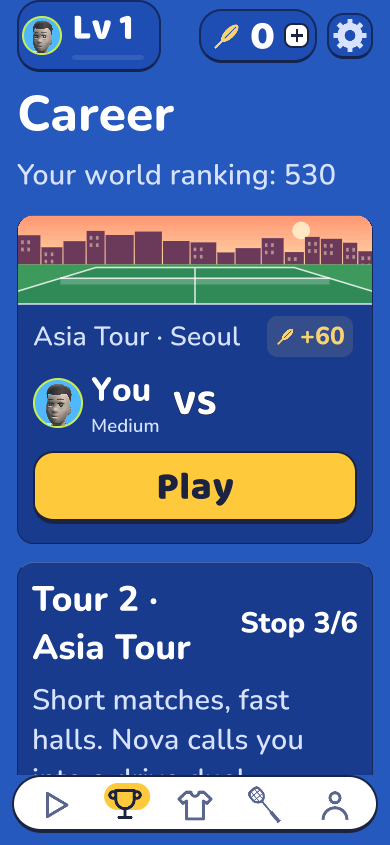 Lv 1
0
Career
Your world ranking: 530
Asia Tour · Seoul
+60
You
VS
Medium
Play
Tour 2 ·
Asia Tour
Stop 3/6
Short matches, fast
halls. Nova calls you